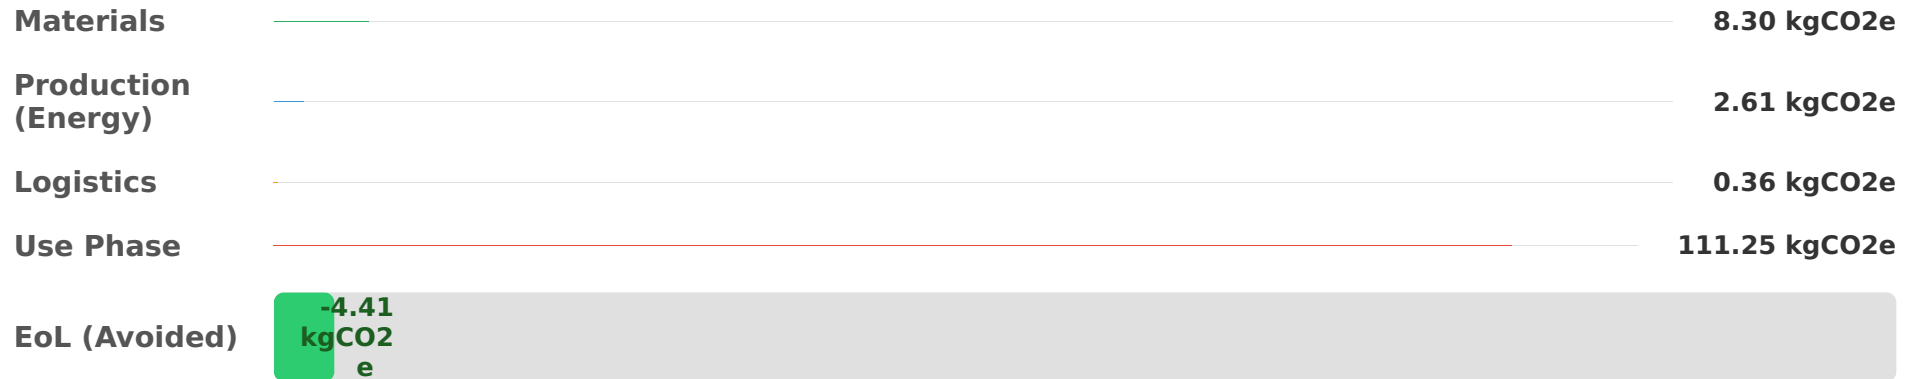 Materials 8.30 kgCO2e
Production
(Energy) 2.61 kgCO2e
Logistics 0.36 kgCO2e
Use Phase 111.25 kgCO2e
EoL (Avoided) -4.41
kgCO2
e